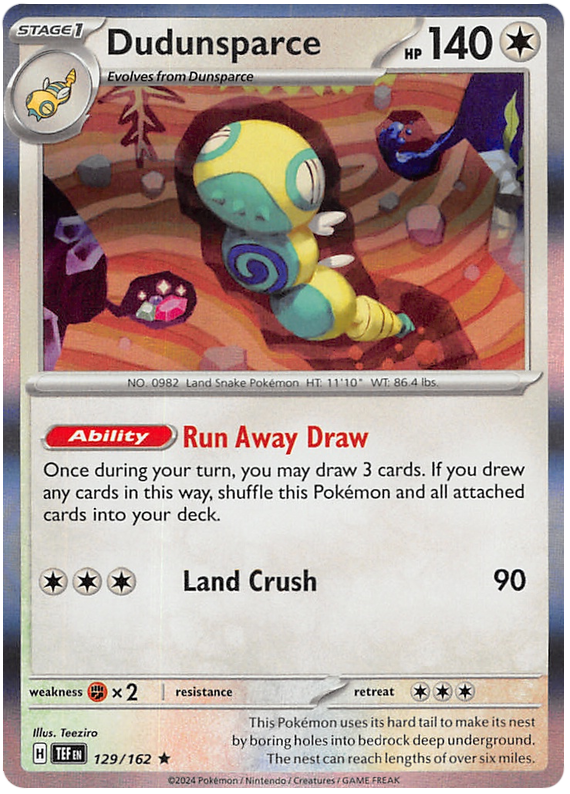 STAGE1
Dudunsparce
HP 140
Evolves from Dunsparce
NO. 0982 Land Snake Pokémon HT: 11'10" WT: 86.4 lbs.
Ability Run Away Draw
Once during your turn, you may draw 3 cards. If you drew
any cards in this way, shuffle this Pokémon and all attached
cards into your deck.
Land Crush 90
weakness ×2 resistance retreat
Illus. Teeziro
H TEF EN 129/162 ★
This Pokémon uses its hard tail to make its nest
by boring holes into bedrock deep underground.
The nest can reach lengths of over six miles.
©2024 Pokémon / Nintendo / Creatures / GAME FREAK